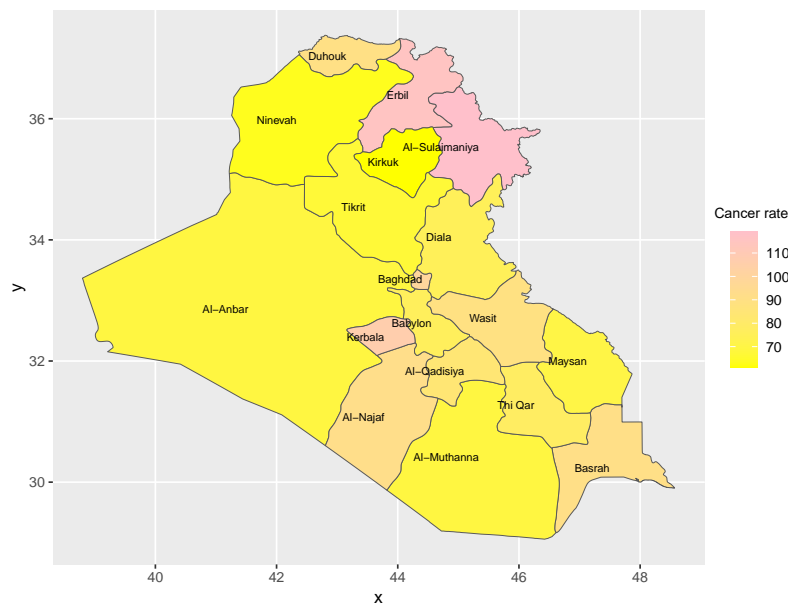 Duhouk
Erbil
Ninevah
Al−Sulaimaniya
Kirkuk
Tikrit
Diala
Baghdad
Al−Anbar
Babylon
Wasit
Kerbala
Maysan
Al−Qadisiya
Thi Qar
Al−Najaf
Al−Muthanna
Basrah
36
34
32
30
y
40
42
44
46
48
x
Cancer rate
110
100
90
80
70